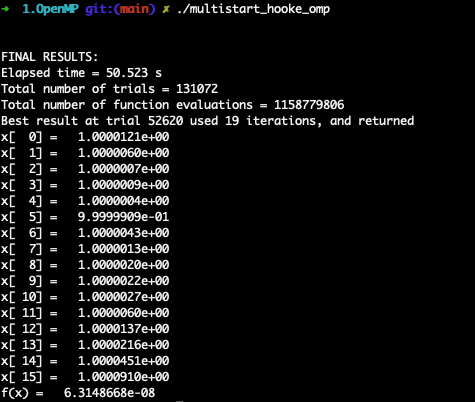 ➜  1.OpenMP git:(main) ✗ ./multistart_hooke_omp
FINAL RESULTS:
Elapsed time = 50.523 s
Total number of trials = 131072
Total number of function evaluations = 1158779806
Best result at trial 52620 used 19 iterations, and returned
x[  0] =   1.0000121e+00
x[  1] =   1.0000060e+00
x[  2] =   1.0000007e+00
x[  3] =   1.0000009e+00
x[  4] =   1.0000004e+00
x[  5] =   9.9999909e-01
x[  6] =   1.0000043e+00
x[  7] =   1.0000013e+00
x[  8] =   1.0000020e+00
x[  9] =   1.0000022e+00
x[ 10] =   1.0000027e+00
x[ 11] =   1.0000060e+00
x[ 12] =   1.0000137e+00
x[ 13] =   1.0000216e+00
x[ 14] =   1.0000451e+00
x[ 15] =   1.0000910e+00
f(x) =   6.3148668e-08